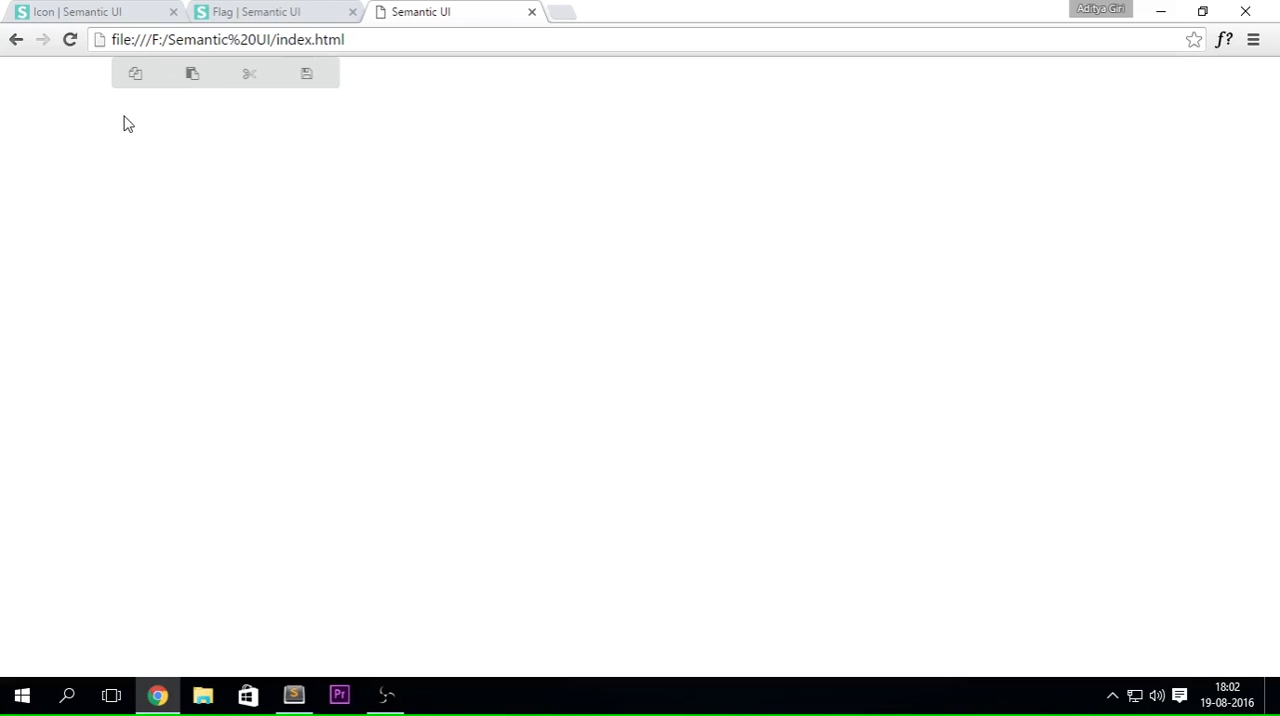 Icon | Semantic UI
Flag | Semantic UI
Semantic UI
Aditya Giri
file:///F:/Semantic%20UI/index.html
f?
S
Pr
18:02
19-08-2016